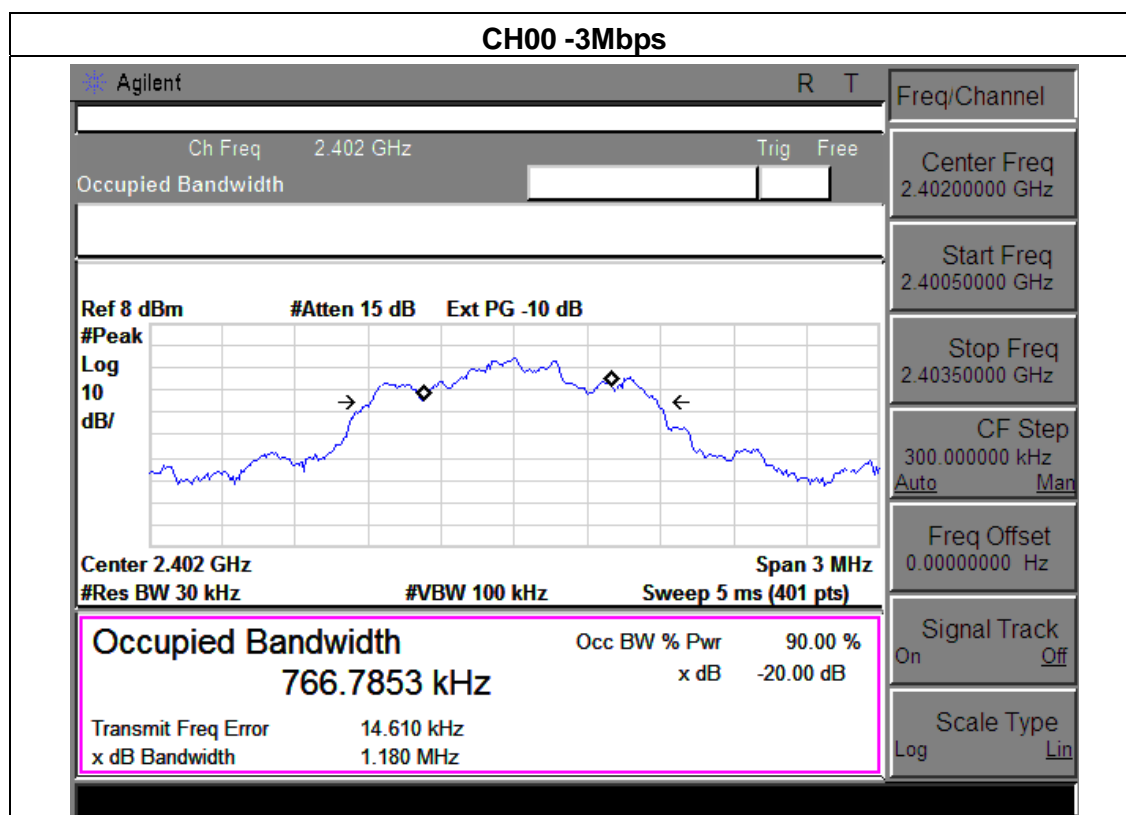 CH00 -3Mbps
Agilent R T
Ch Freq 2.402 GHz Trig Free
Occupied Bandwidth
Ref 8 dBm #Atten 15 dB Ext PG -10 dB
#Peak
Log
10
dB/
Center 2.402 GHz Span 3 MHz
#Res BW 30 kHz #VBW 100 kHz Sweep 5 ms (401 pts)
Occupied Bandwidth Occ BW % Pwr 90.00 %
766.7853 kHz x dB -20.00 dB
Transmit Freq Error 14.610 kHz
x dB Bandwidth 1.180 MHz
Freq/Channel
Center Freq
2.40200000 GHz
Start Freq
2.40050000 GHz
Stop Freq
2.40350000 GHz
CF Step
300.000000 kHz
Auto Man
Freq Offset
0.00000000 Hz
Signal Track
On Off
Scale Type
Log Lin